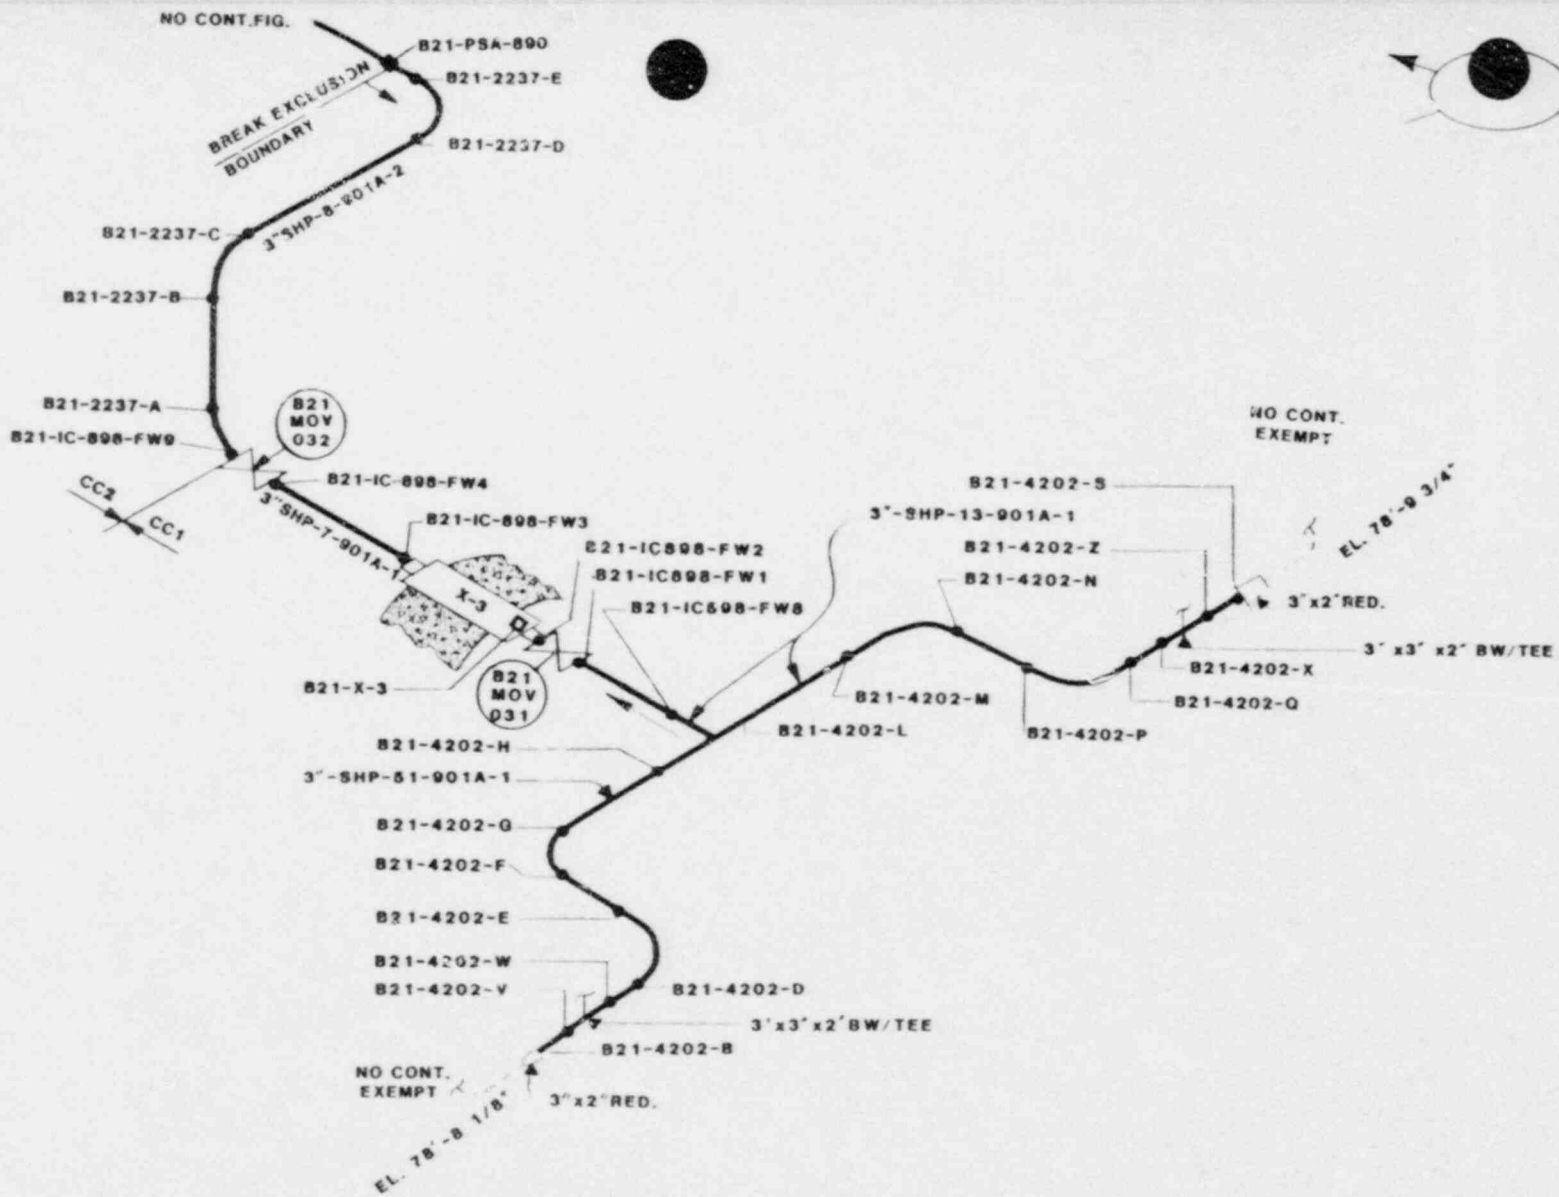 NO CONT.FIG.
B21-PSA-890
B21-2237-E
BREAK EXCLUSION
BOUNDARY
B21-2237-D
3"SHP-8-901A-2
B21-2237-C
B21-2237-B
B21-2237-A
B21
MOV
032
B21-IC-898-FW9
B21-IC-898-FW4
CC2
CC1
3"SHP-7-901A-1
B21-IC-898-FW3
B21-IC898-FW2
B21-IC898-FW1
B21-IC898-FW8
X-3
B21-X-3
B21
MOV
031
NO CONT.
EXEMPT
B21-4202-S
3"-SHP-13-901A-1
EL. 78'-9 3/4"
B21-4202-Z
B21-4202-N
3"x2"RED.
3" x3" x2" BW/TEE
B21-4202-X
B21-4202-M
B21-4202-Q
B21-4202-L
B21-4202-P
B21-4202-H
3"-SHP-51-901A-1
B21-4202-G
B21-4202-F
B21-4202-E
B21-4202-W
B21-4202-V
B21-4202-D
3"x3"x2"BW/TEE
B21-4202-B
NO CONT.
EXEMPT
3"x2"RED.
EL. 78'-8 1/8"